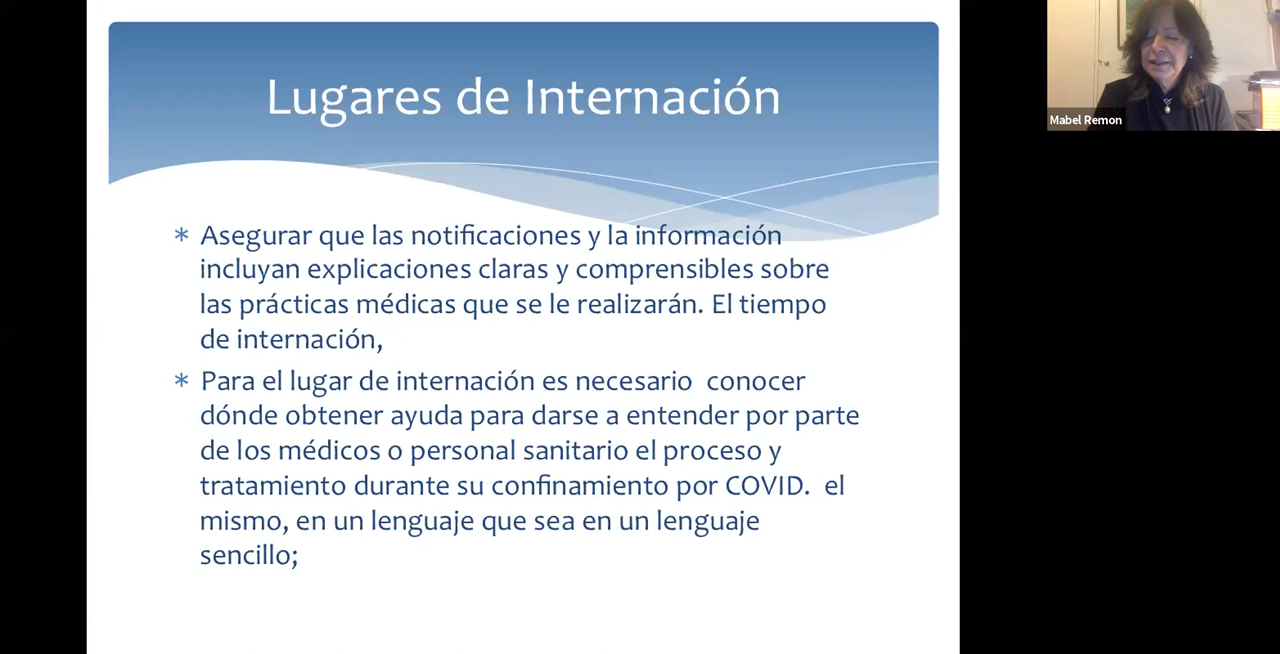 Lugares de Internación
Mabel Remon
* Asegurar que las notificaciones y la información
incluyan explicaciones claras y comprensibles sobre
las prácticas médicas que se le realizarán. El tiempo
de internación,
* Para el lugar de internación es necesario  conocer
dónde obtener ayuda para darse a entender por parte
de los médicos o personal sanitario el proceso y
tratamiento durante su confinamiento por COVID.  el
mismo, en un lenguaje que sea en un lenguaje
sencillo;